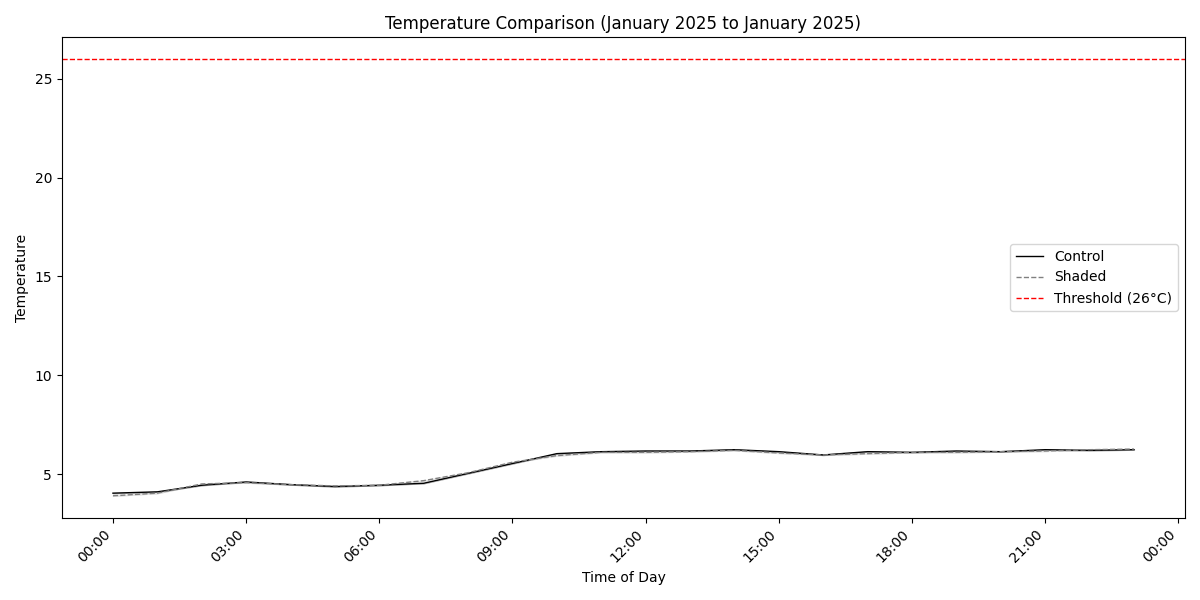 Temperature Comparison (January 2025 to January 2025)
25
20
15
10
5
Temperature
Control
Shaded
Threshold (26°C)
00:00
03:00
06:00
09:00
12:00
15:00
18:00
21:00
00:00
Time of Day